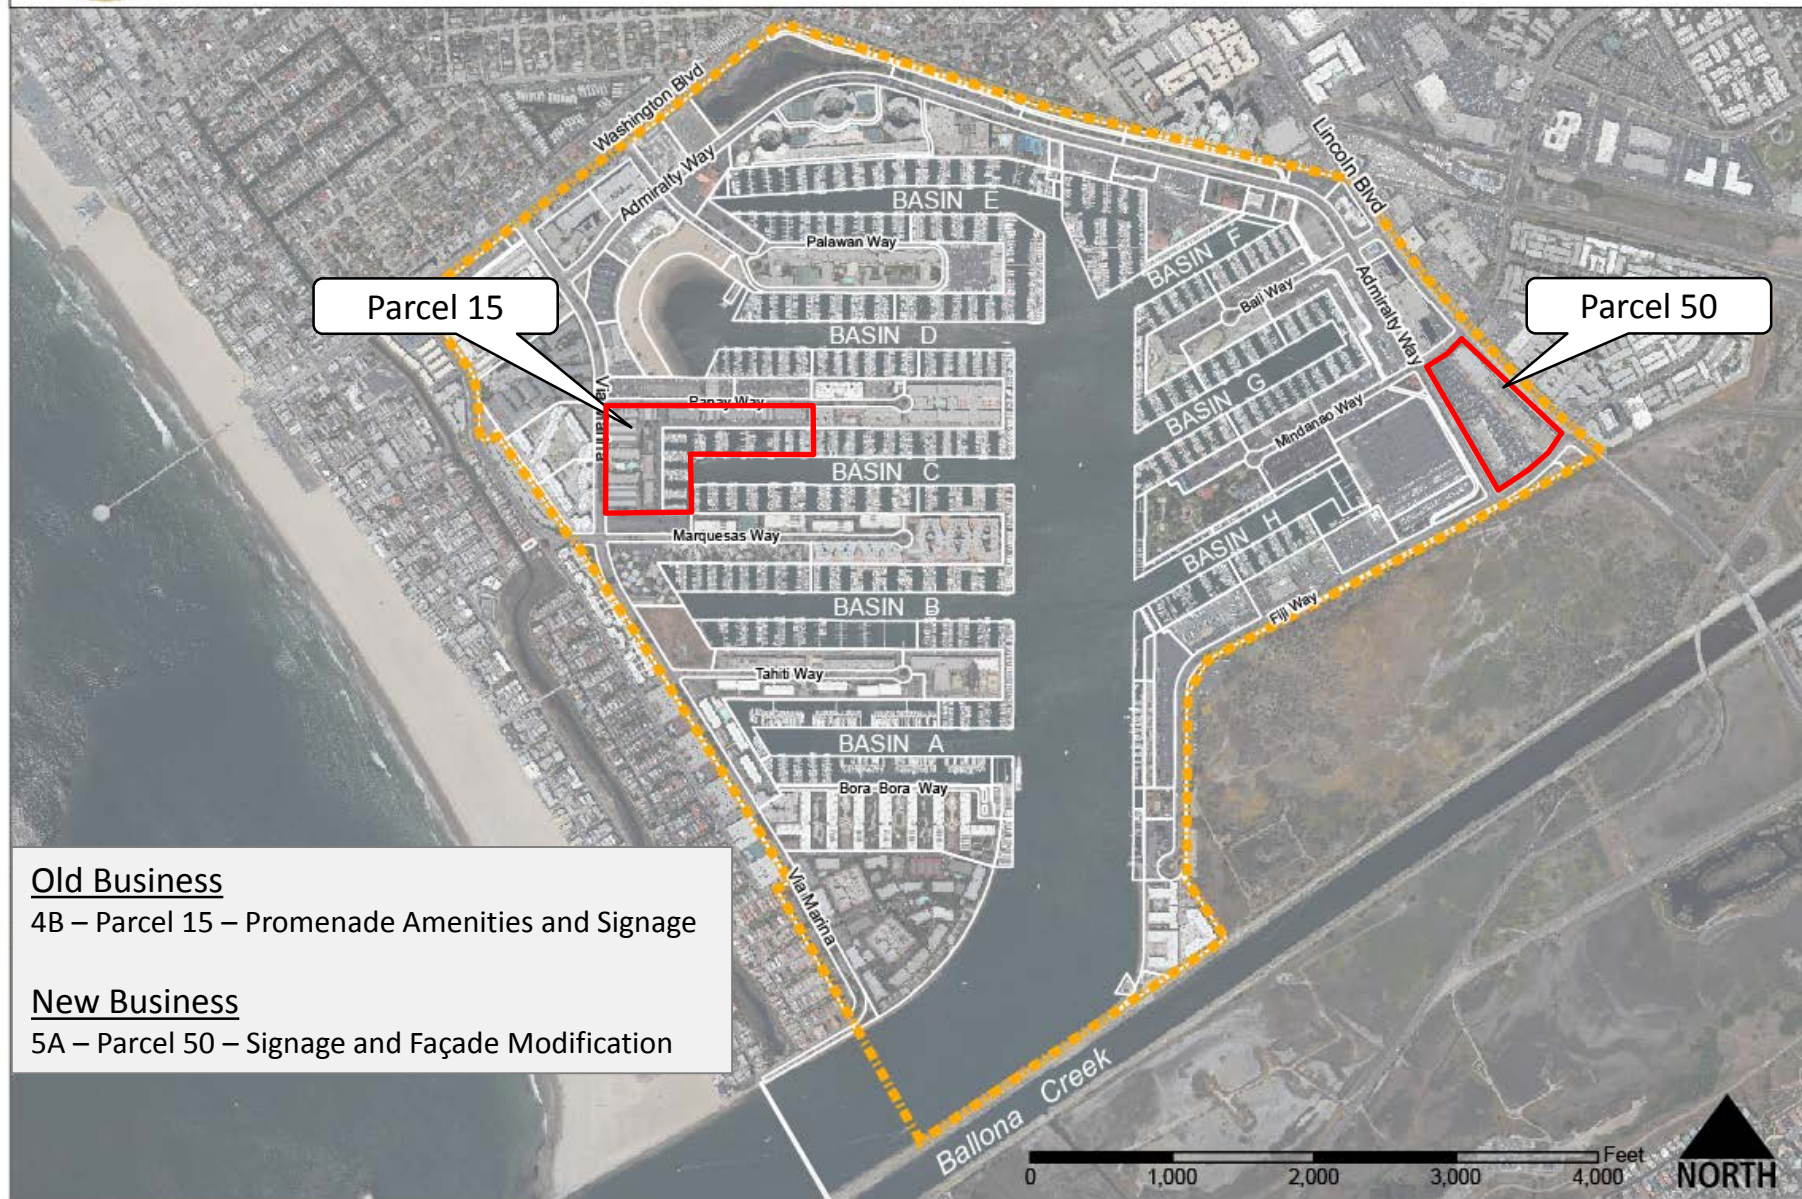 Washington Blvd
Admiralty Way
Lincoln Blvd
BASIN E
Palawan Way
BASIN F
Bali Way
Admiralty Way
Parcel 15
Parcel 50
BASIN D
Via Marina
Panay Way
BASIN G
Mindanao Way
BASIN C
Marquesas Way
BASIN H
BASIN B
Fiji Way
Tahiti Way
BASIN A
Bora Bora Way
Via Marina
Old Business
4B – Parcel 15 – Promenade Amenities and Signage
New Business
5A – Parcel 50 – Signage and Façade Modification
Ballona Creek
Feet
0 1,000 2,000 3,000 4,000
NORTH